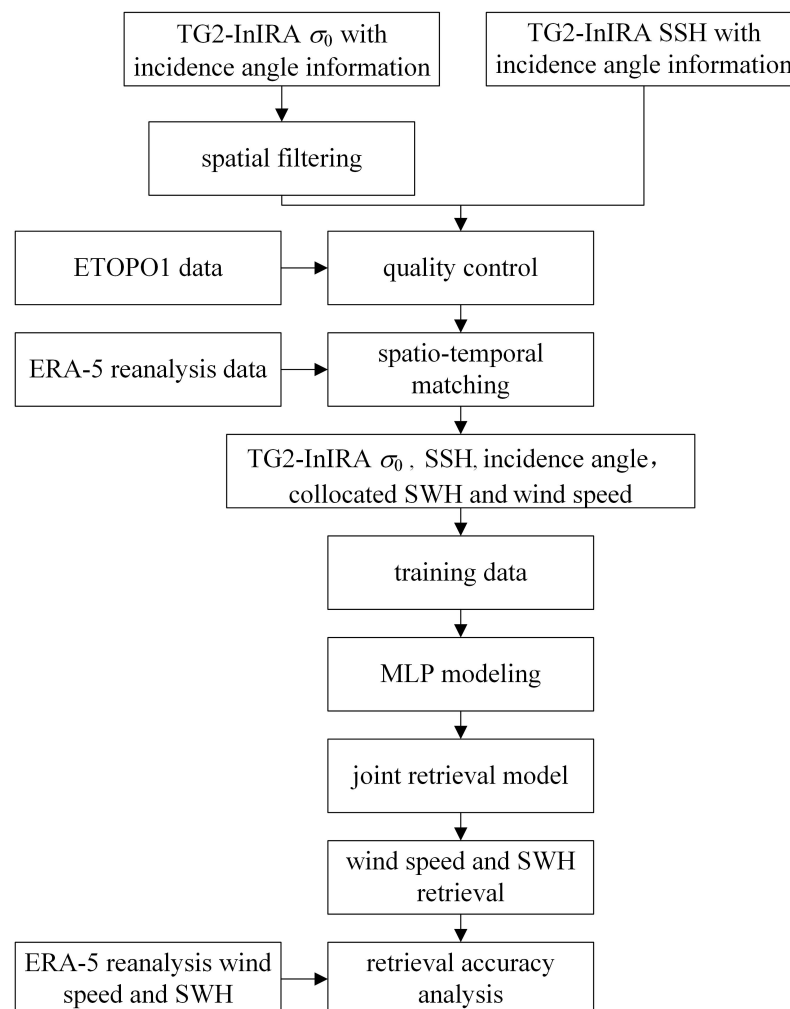 TG2-InIRA σ₀ with
incidence angle information
TG2-InIRA SSH with
incidence angle information
spatial filtering
ETOPO1 data
quality control
ERA-5 reanalysis data
spatio-temporal
matching
TG2-InIRA σ₀ , SSH, incidence angle，
collocated SWH and wind speed
training data
MLP modeling
joint retrieval model
wind speed and SWH
retrieval
ERA-5 reanalysis wind
speed and SWH
retrieval accuracy
analysis